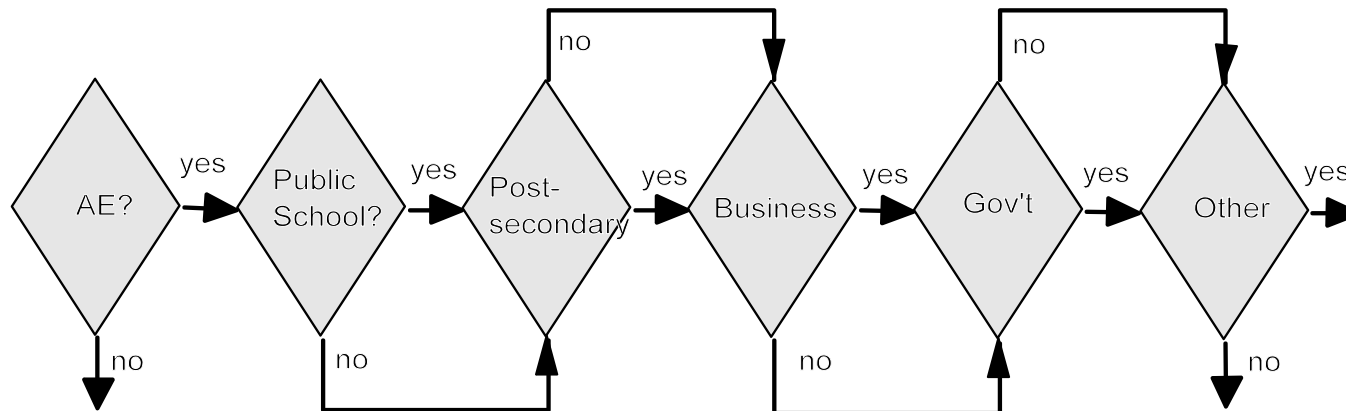 no
no
yes
yes
yes
yes
yes
yes
AE?
Public
School?
Post-
secondary
Business
Gov't
Other
no
no
no
no